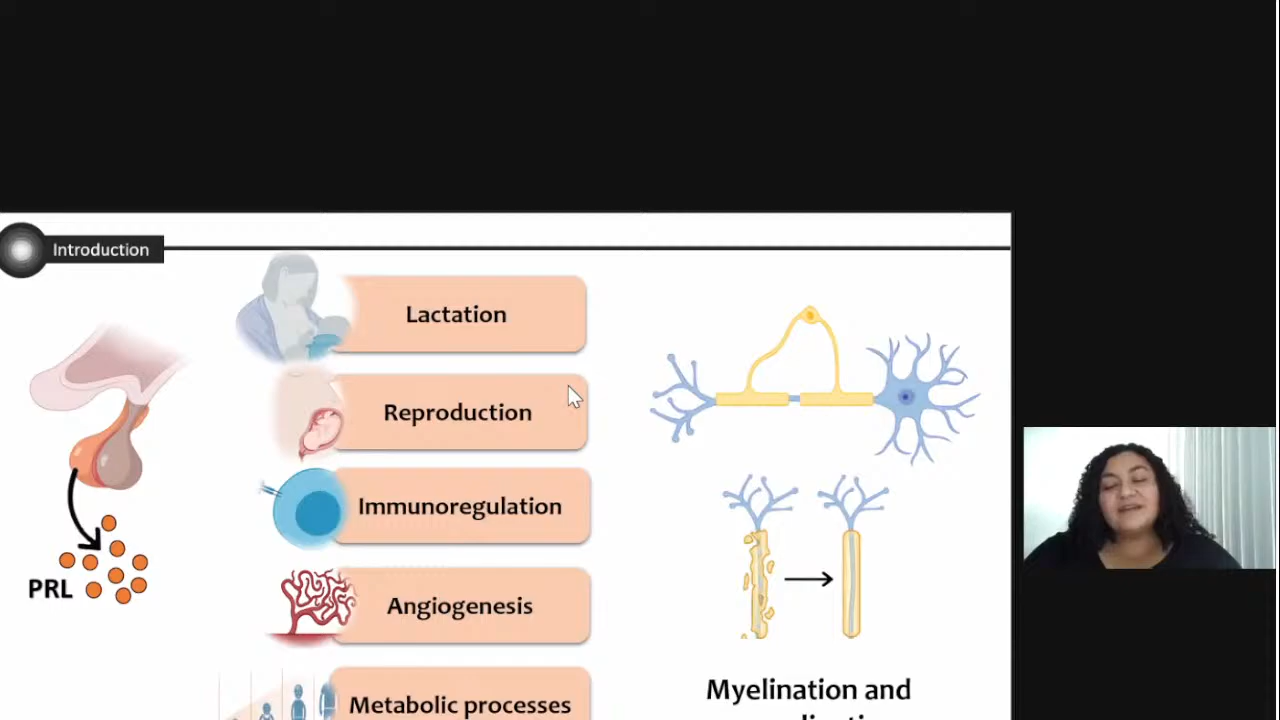 Introduction
Lactation
Reproduction
Immunoregulation
Angiogenesis
Metabolic processes
PRL
Myelination and